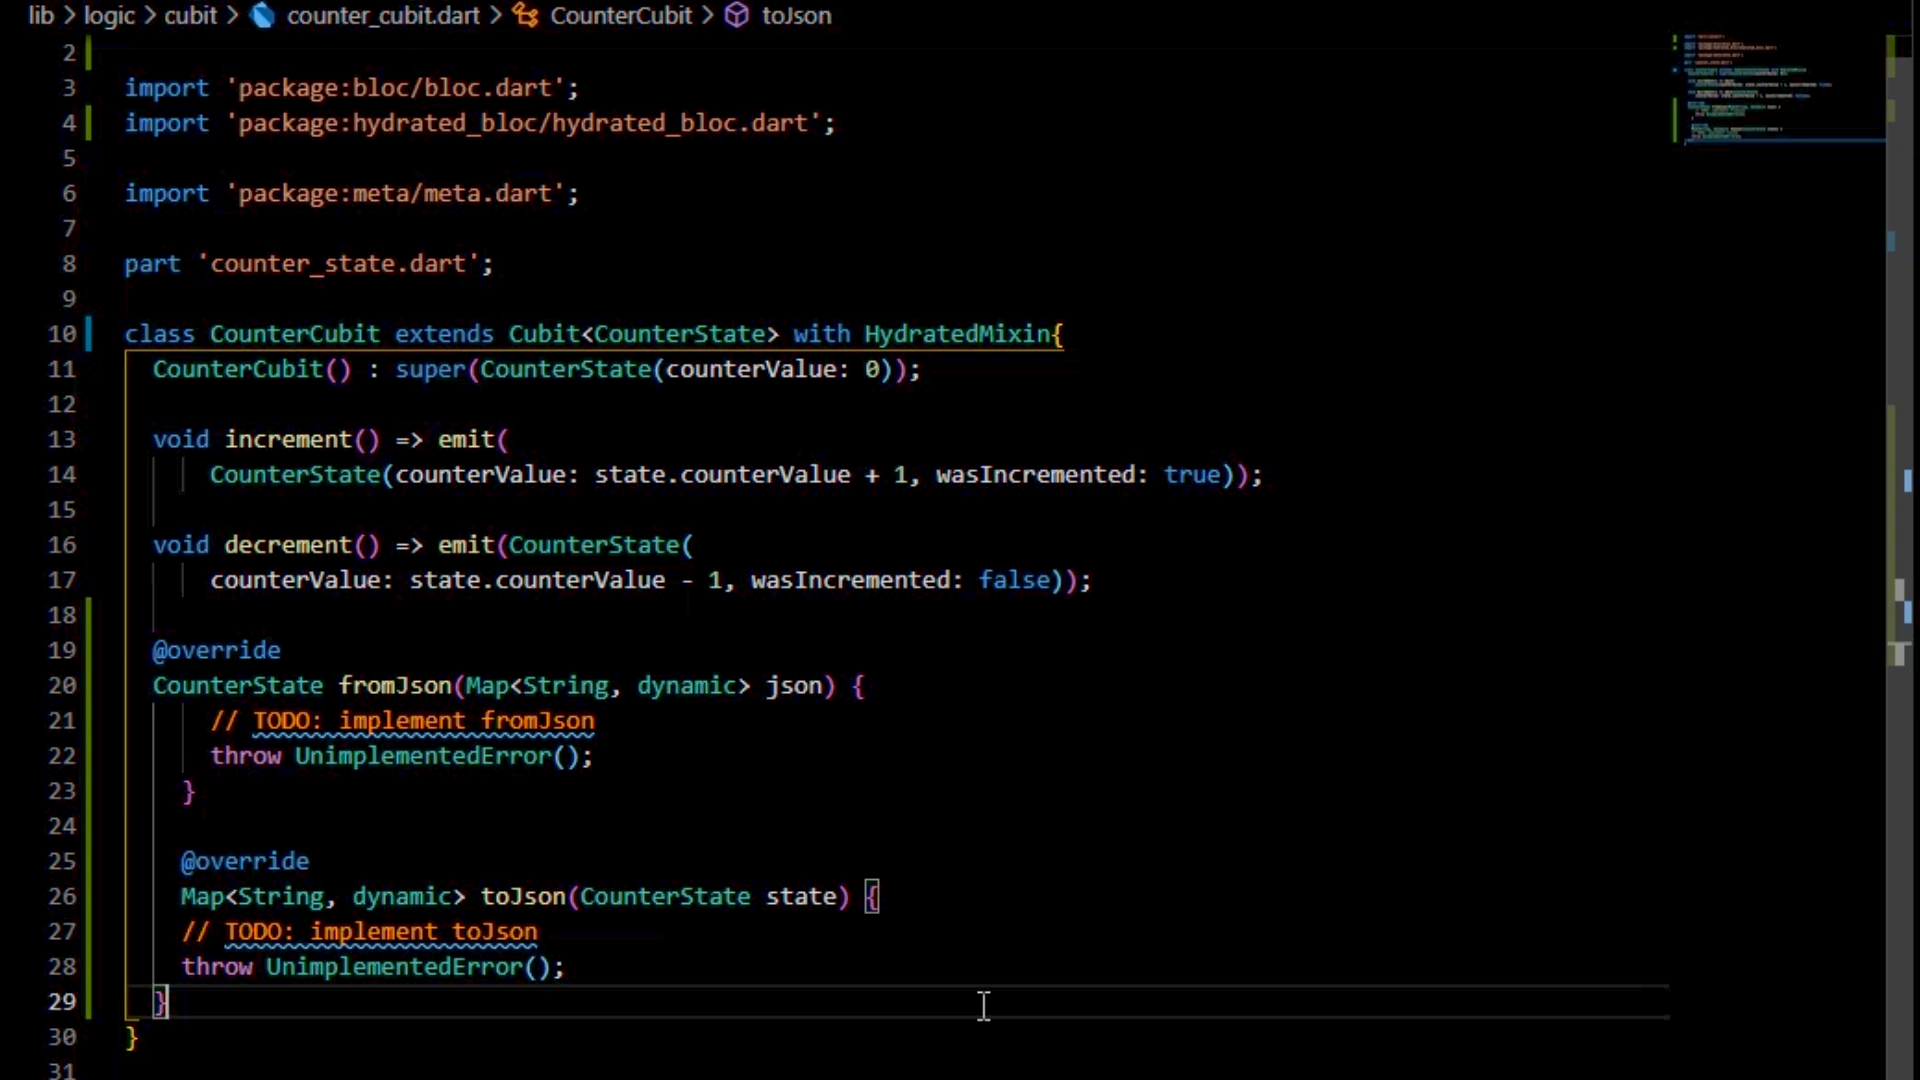 lib > logic > cubit > counter_cubit.dart > CounterCubit > toJson
2
3 import 'package:bloc/bloc.dart';
4 import 'package:hydrated_bloc/hydrated_bloc.dart';
5
6 import 'package:meta/meta.dart';
7
8 part 'counter_state.dart';
9
10 class CounterCubit extends Cubit<CounterState> with HydratedMixin{
11   CounterCubit() : super(CounterState(counterValue: 0));
12
13   void increment() => emit(
14       CounterState(counterValue: state.counterValue + 1, wasIncremented: true));
15
16   void decrement() => emit(CounterState(
17       counterValue: state.counterValue - 1, wasIncremented: false));
18
19   @override
20   CounterState fromJson(Map<String, dynamic> json) {
21       // TODO: implement fromJson
22       throw UnimplementedError();
23     }
24
25     @override
26     Map<String, dynamic> toJson(CounterState state) {
27     // TODO: implement toJson
28     throw UnimplementedError();
29   }
30 }
31